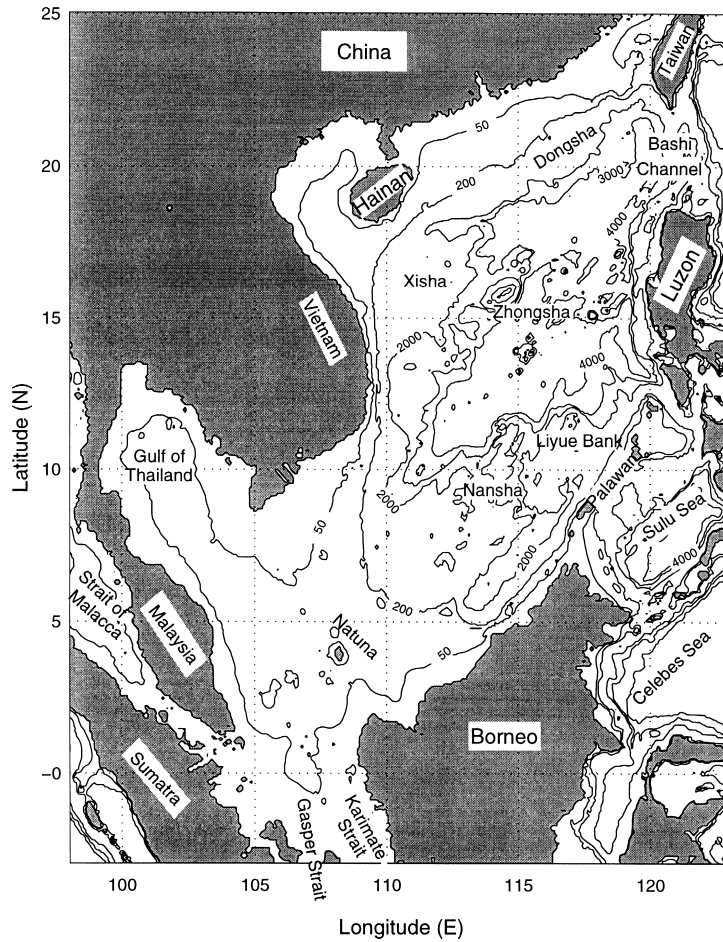 25
China
Taiwan
50
Dongsha
Bashi
Channel
20
Hainan
200
3000
4000
Xisha
Luzon
Zhongsha
Vietnam
15
2000
4000
Latitude (N)
Liyue Bank
Gulf of
Thailand
10
Nansha
Palawan
2000
Sulu Sea
50
2000
4000
200
Strait of
Malacca
Malaysia
5
Natuna
50
Celebes Sea
Borneo
Sumatra
−0
Gasper Strait
Karimate
Strait
100
105
110
115
120
Longitude (E)